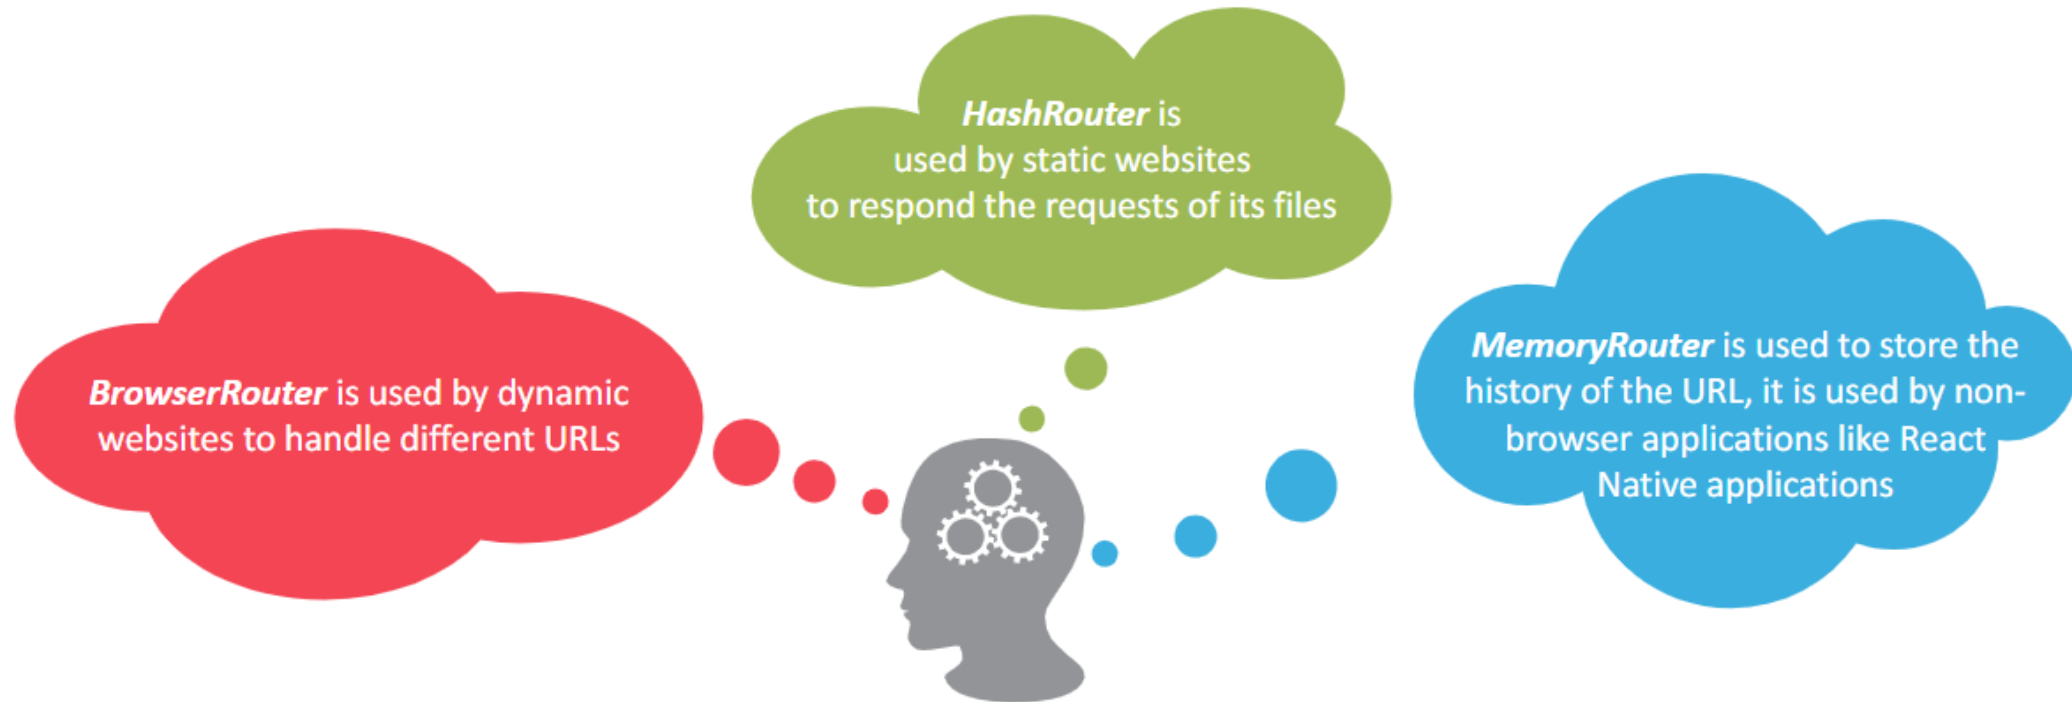 HashRouter is
used by static websites
to respond the requests of its files
BrowserRouter is used by dynamic
websites to handle different URLs
MemoryRouter is used to store the
history of the URL, it is used by non-
browser applications like React
Native applications